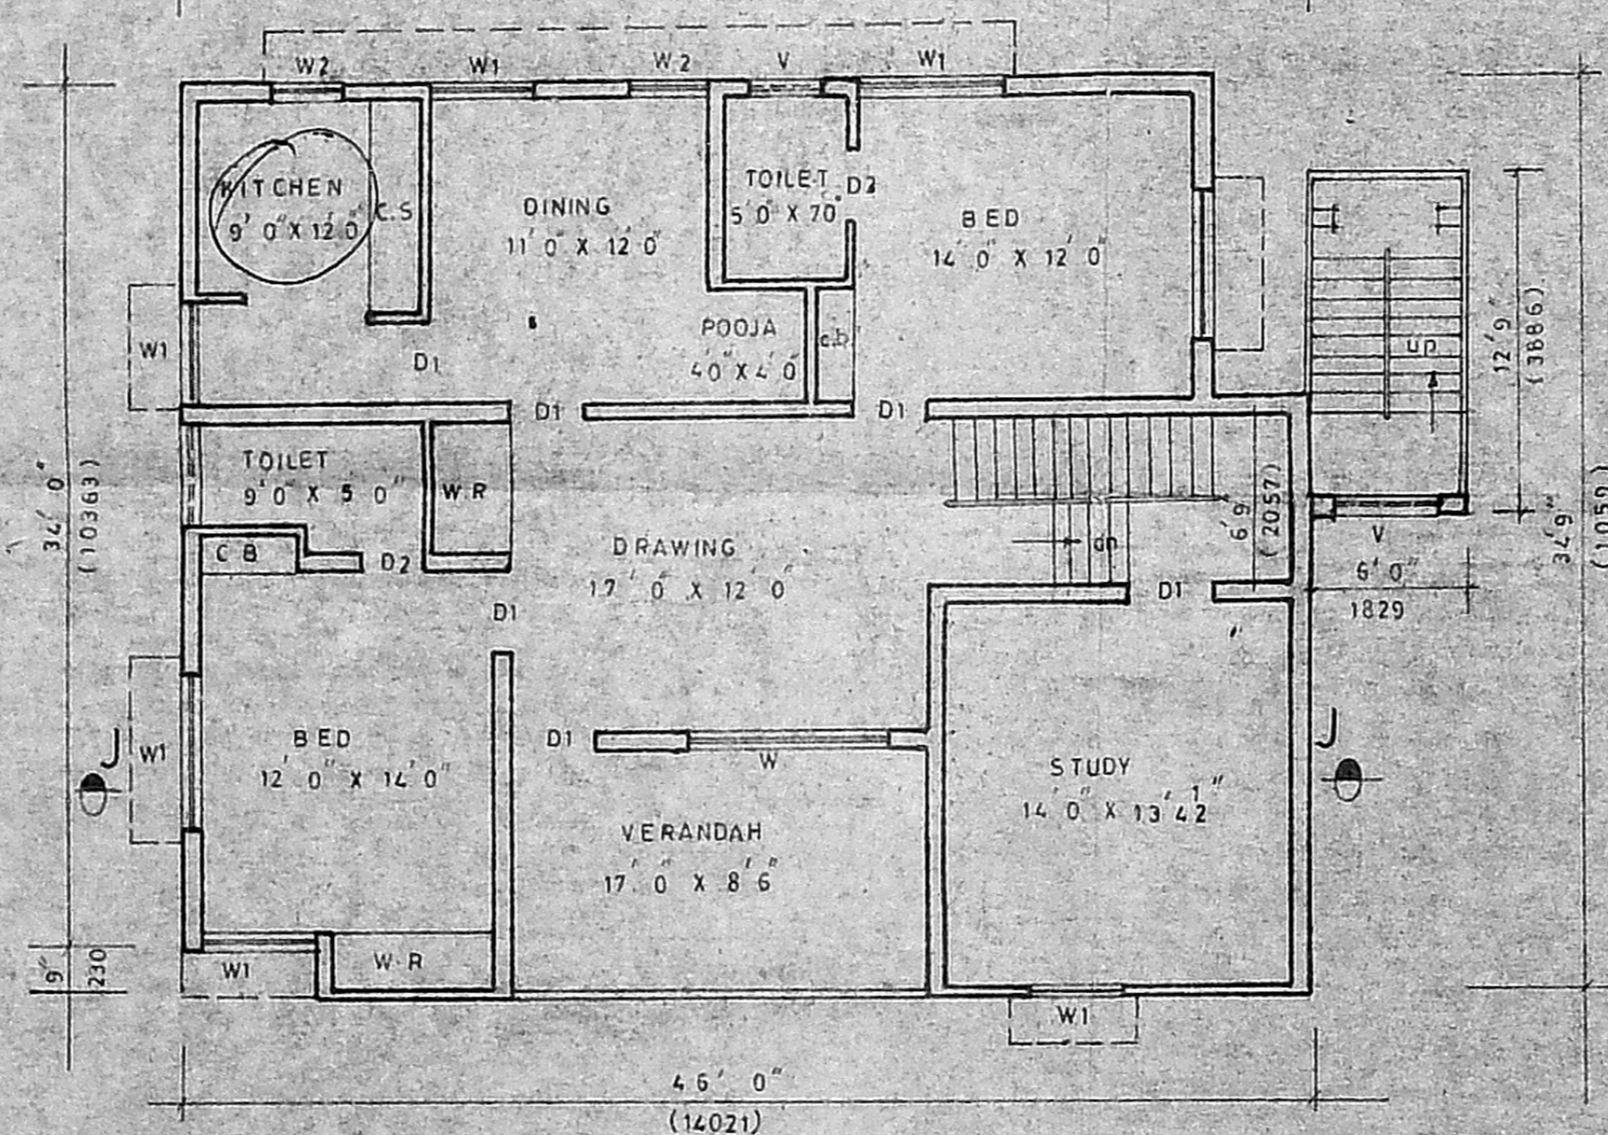 W2 W1 W2 V W1
KITCHEN
9' 0" X 12'0"
C.S
DINING
11' 0" X 12' 0"
TOILET
5'0" X 70"
D2
BED
14' 0" X 12' 0"
POOJA
4'0" X 4'0"
c.b
W1
D1
D1
D1
up
12'9"
(3886)
TOILET
9'0" X 5'0"
W.R
C B
D2
D1
DRAWING
17' 0" X 12' 0"
dn
6'9"
(2057)
D1
V
6'0"
1829
34' 0"
(10363)
34'9"
BED
12' 0" X 14' 0"
W1
J
D1
W
VERANDAH
17' 0" X 8'6"
STUDY
14' 0" X 13' 4 1/2"
J
W1
W.R
9"
230
W1
46' 0"
(14021)